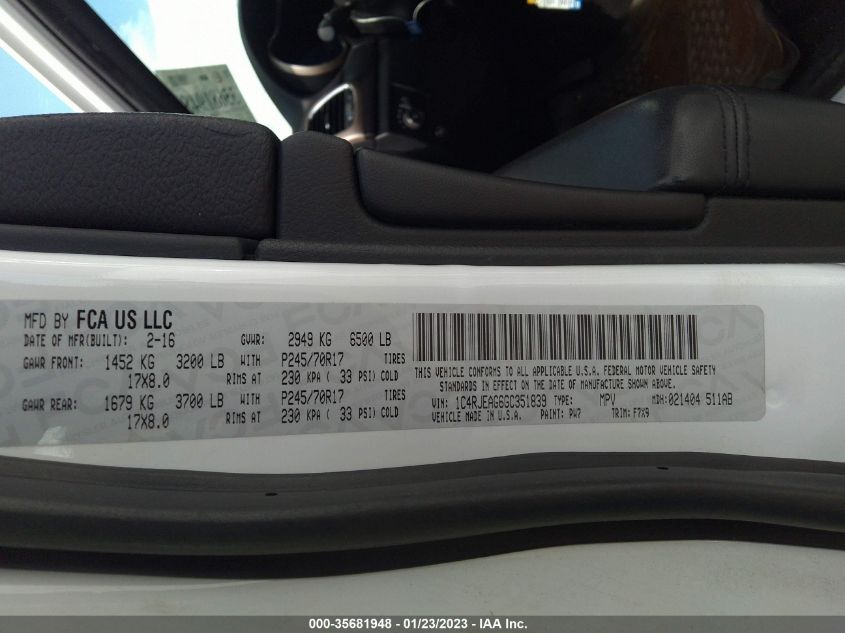 MFD BY FCA US LLC
DATE OF MFR(BUILT): 2-16 GVWR: 2949 KG 6500 LB
GAWR FRONT: 1452 KG 3200 LB WITH P245/70R17 TIRES
17X8.0 RIMS AT 230 KPA ( 33 PSI) COLD
GAWR REAR: 1679 KG 3700 LB WITH P245/70R17 TIRES
17X8.0 RIMS AT 230 KPA ( 33 PSI) COLD
THIS VEHICLE CONFORMS TO ALL APPLICABLE U.S.A. FEDERAL MOTOR VEHICLE SAFETY
STANDARDS IN EFFECT ON THE DATE OF MANUFACTURE SHOWN ABOVE.
VIN: 1C4RJEAG6GC351839 TYPE: MPV MDH:021404 511AB
VEHICLE MADE IN U.S.A. PAINT: PW7 TRIM: F7X9
000-35681948 - 01/23/2023 - IAA Inc.